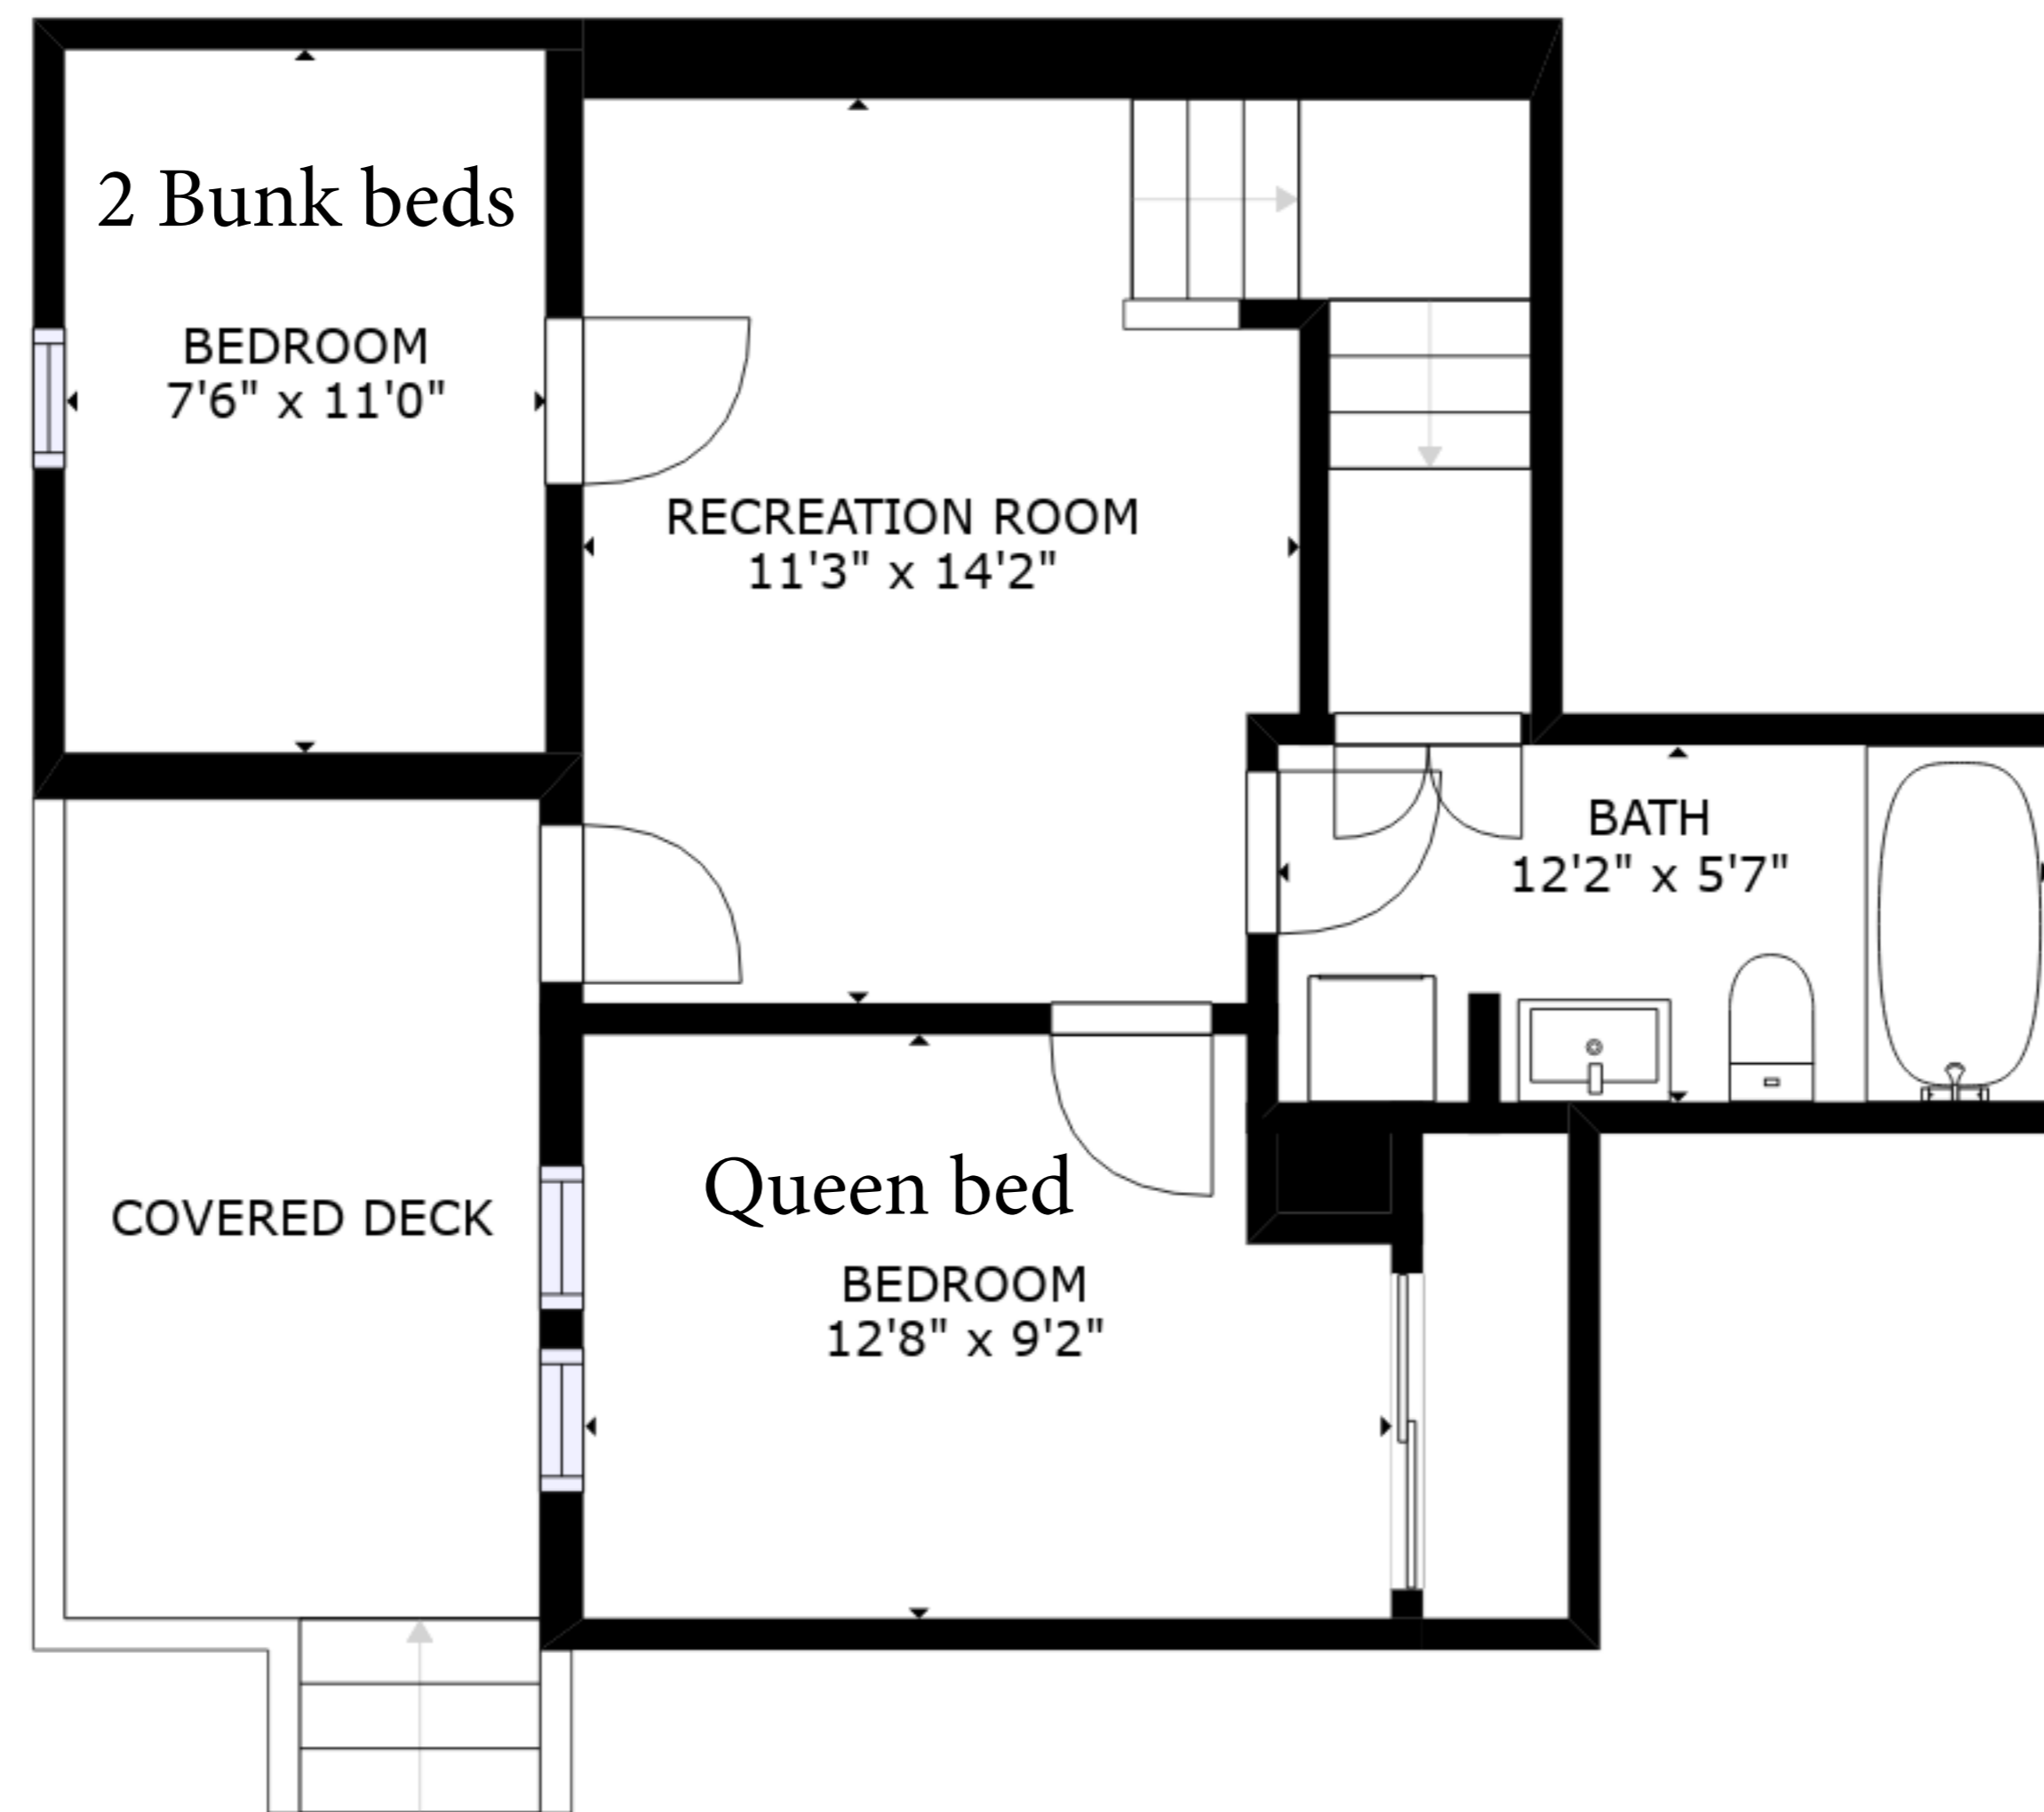 2 Bunk beds
BEDROOM
7'6" x 11'0"
RECREATION ROOM
11'3" x 14'2"
BATH
12'2" x 5'7"
COVERED DECK
Queen bed
BEDROOM
12'8" x 9'2"